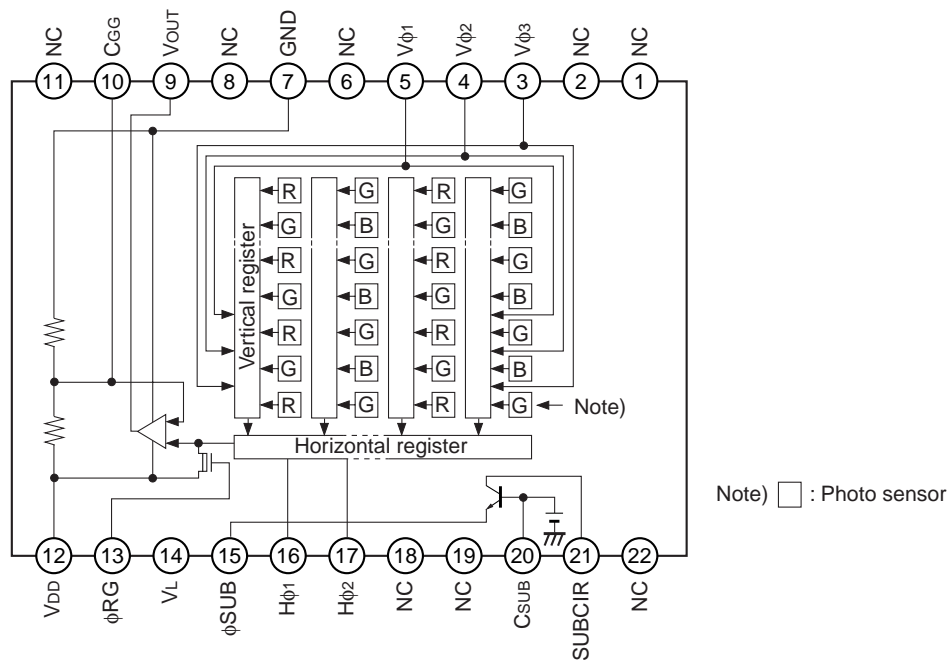 NC CGG VOUT NC GND NC Vϕ1 Vϕ2 Vϕ3 NC NC
11 10 9 8 7 6 5 4 3 2 1
R G R G
G B G B
R G R G
G B G B
R G R G
G B G B
R G R G
Vertical register
Note)
Horizontal register
Note) : Photo sensor
12 13 14 15 16 17 18 19 20 21 22
VDD ϕRG VL ϕSUB Hϕ1 Hϕ2 NC NC CSUB SUBCIR NC